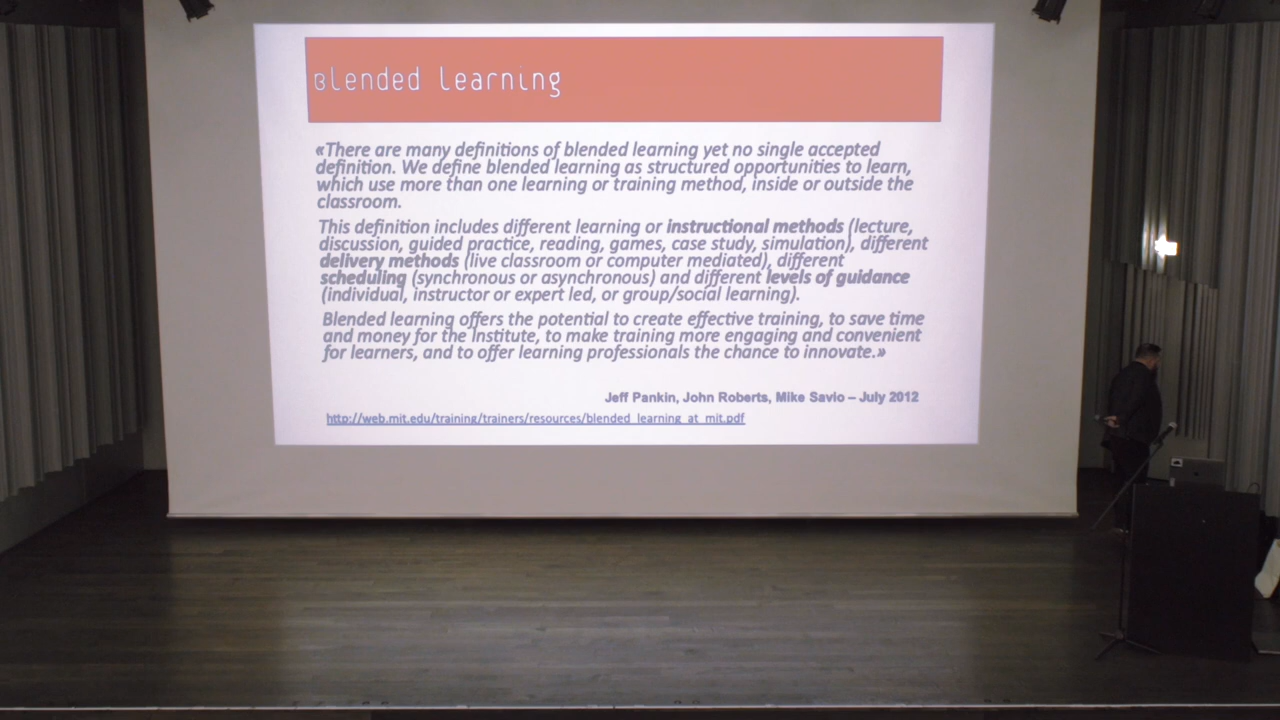 Blended Learning
«There are many definitions of blended learning yet no single accepted
definition. We define blended learning as structured opportunities to learn,
which use more than one learning or training method, inside or outside the
classroom.
This definition includes different learning or instructional methods (lecture,
discussion, guided practice, reading, games, case study, simulation), different
delivery methods (live classroom or computer mediated), different
scheduling (synchronous or asynchronous) and different levels of guidance
(individual, instructor or expert led, or group/social learning).
Blended learning offers the potential to create effective training, to save time
and money for the Institute, to make training more engaging and convenient
for learners, and to offer learning professionals the chance to innovate.»
Jeff Pankin, John Roberts, Mike Savio – July 2012
http://web.mit.edu/training/trainers/resources/blended_learning_at_mit.pdf